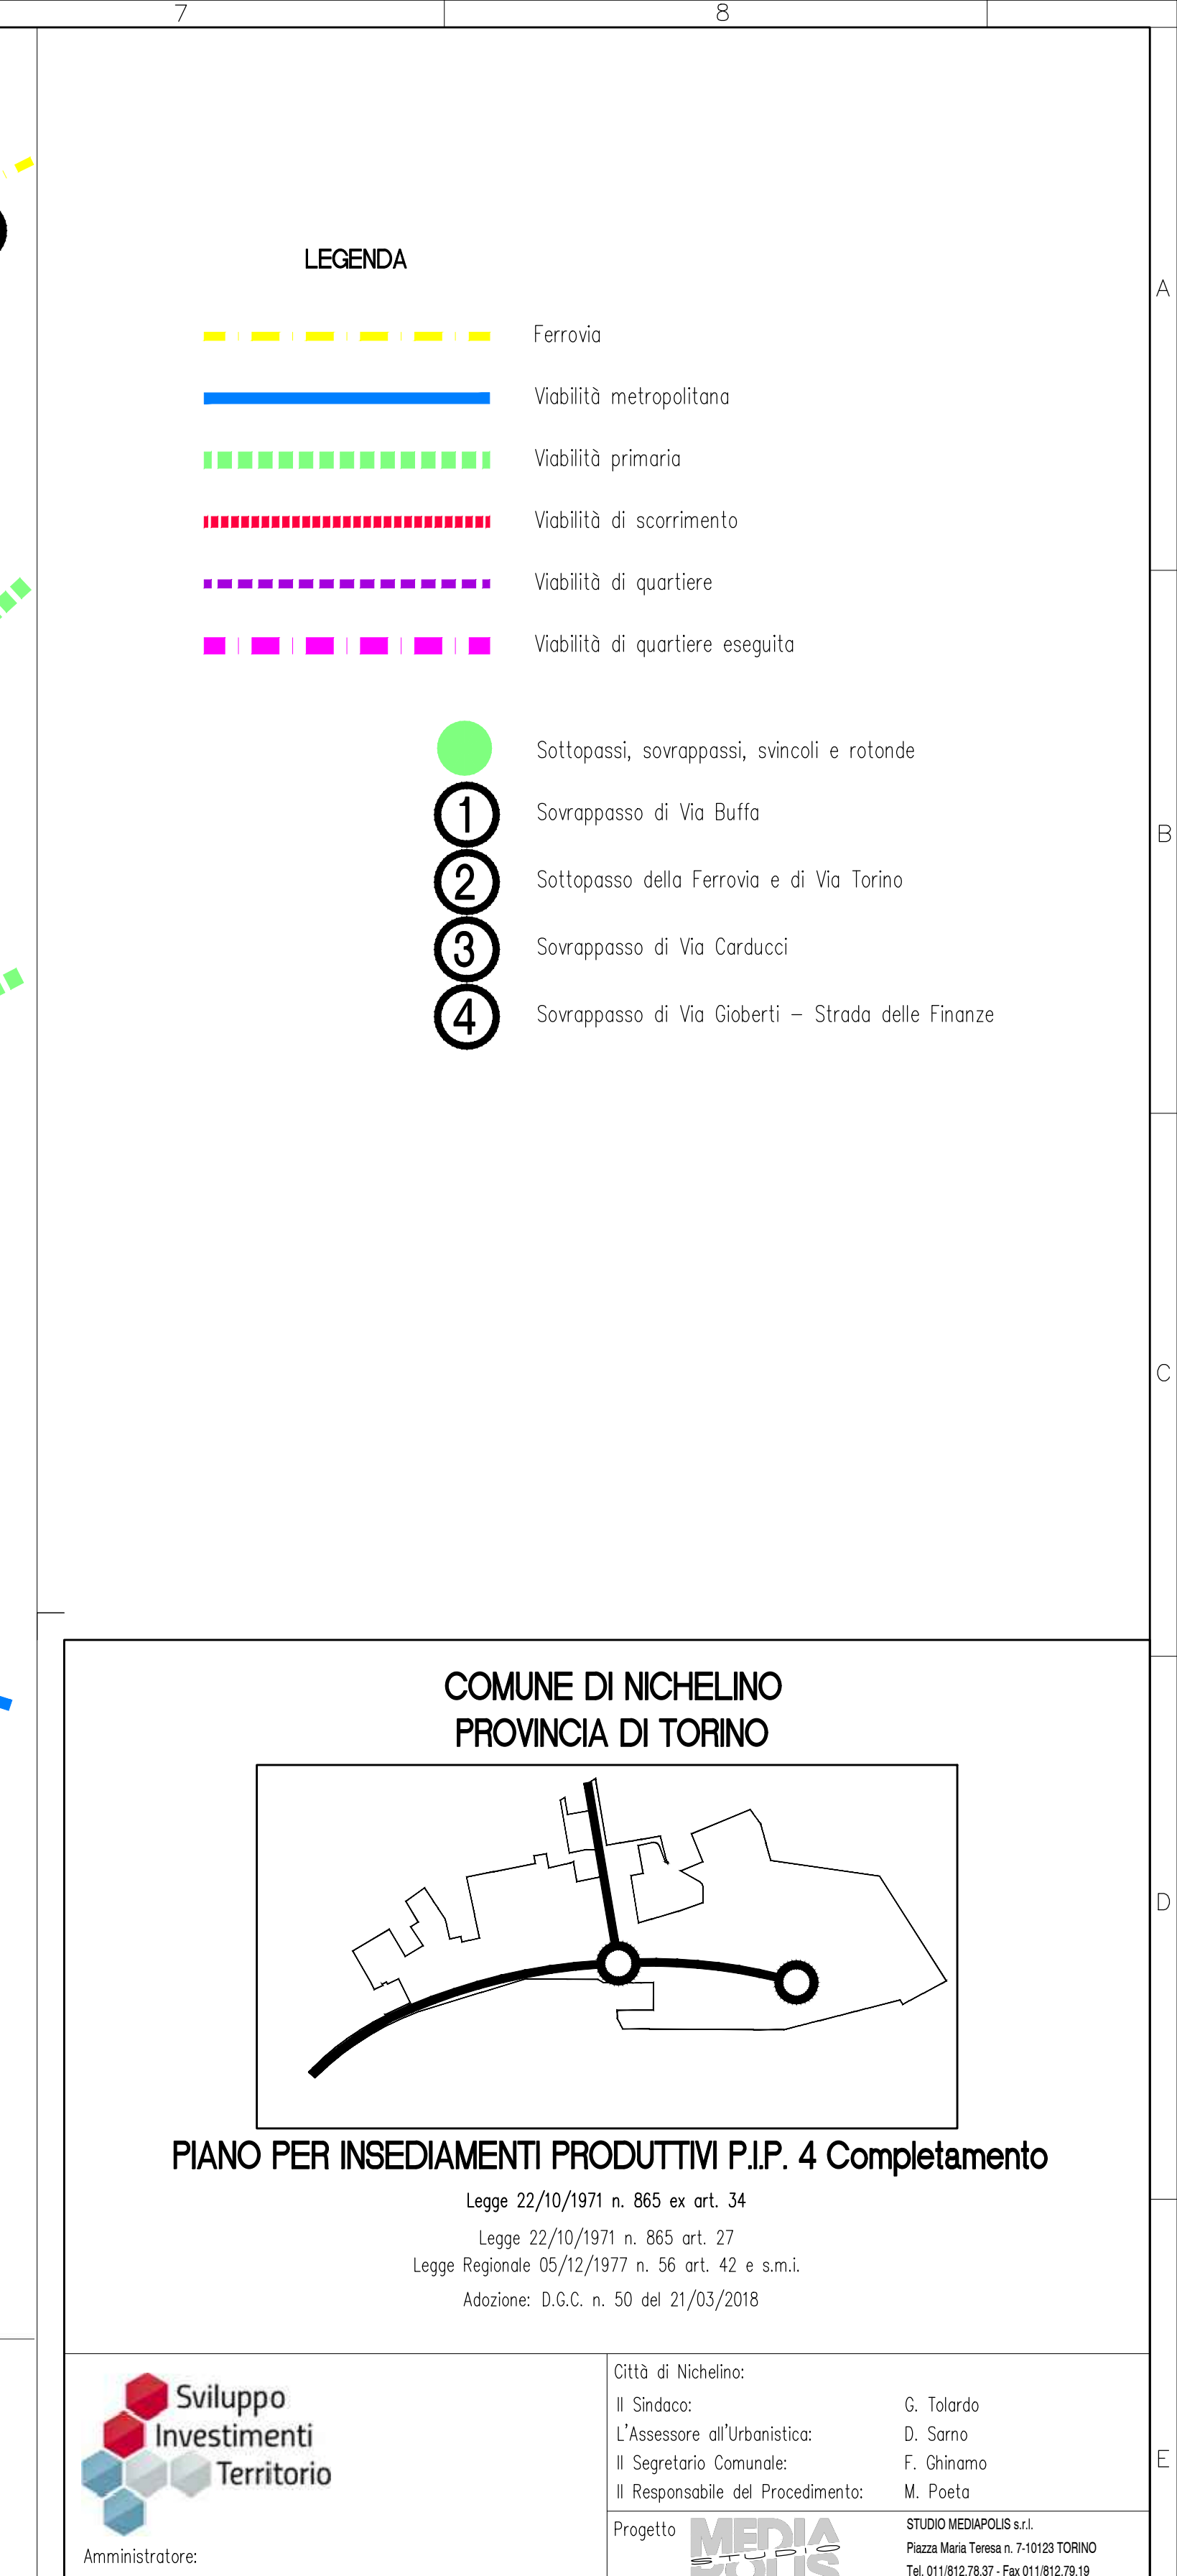 7
8
A
LEGENDA
Ferrovia
Viabilità metropolitana
Viabilità primaria
Viabilità di scorrimento
Viabilità di quartiere
Viabilità di quartiere eseguita
Sottopassi, sovrappassi, svincoli e rotonde
1 Sovrappasso di Via Buffa
B
2 Sottopasso della Ferrovia e di Via Torino
3 Sovrappasso di Via Carducci
4 Sovrappasso di Via Gioberti – Strada delle Finanze
C
COMUNE DI NICHELINO
PROVINCIA DI TORINO
D
PIANO PER INSEDIAMENTI PRODUTTIVI P.I.P. 4 Completamento
Legge 22/10/1971 n. 865 ex art. 34
Legge 22/10/1971 n. 865 art. 27
Legge Regionale 05/12/1977 n. 56 art. 42 e s.m.i.
Adozione: D.G.C. n. 50 del 21/03/2018
Sviluppo
Investimenti
Territorio
Amministratore:
Città di Nichelino:
Il Sindaco: G. Tolardo
L'Assessore all'Urbanistica: D. Sarno
Il Segretario Comunale: F. Ghinamo
Il Responsabile del Procedimento: M. Poeta
E
Progetto
MEDIA
STUDIO
POLIS
STUDIO MEDIAPOLIS s.r.l.
Piazza Maria Teresa n. 7-10123 TORINO
Tel. 011/812.78.37 - Fax 011/812.79.19